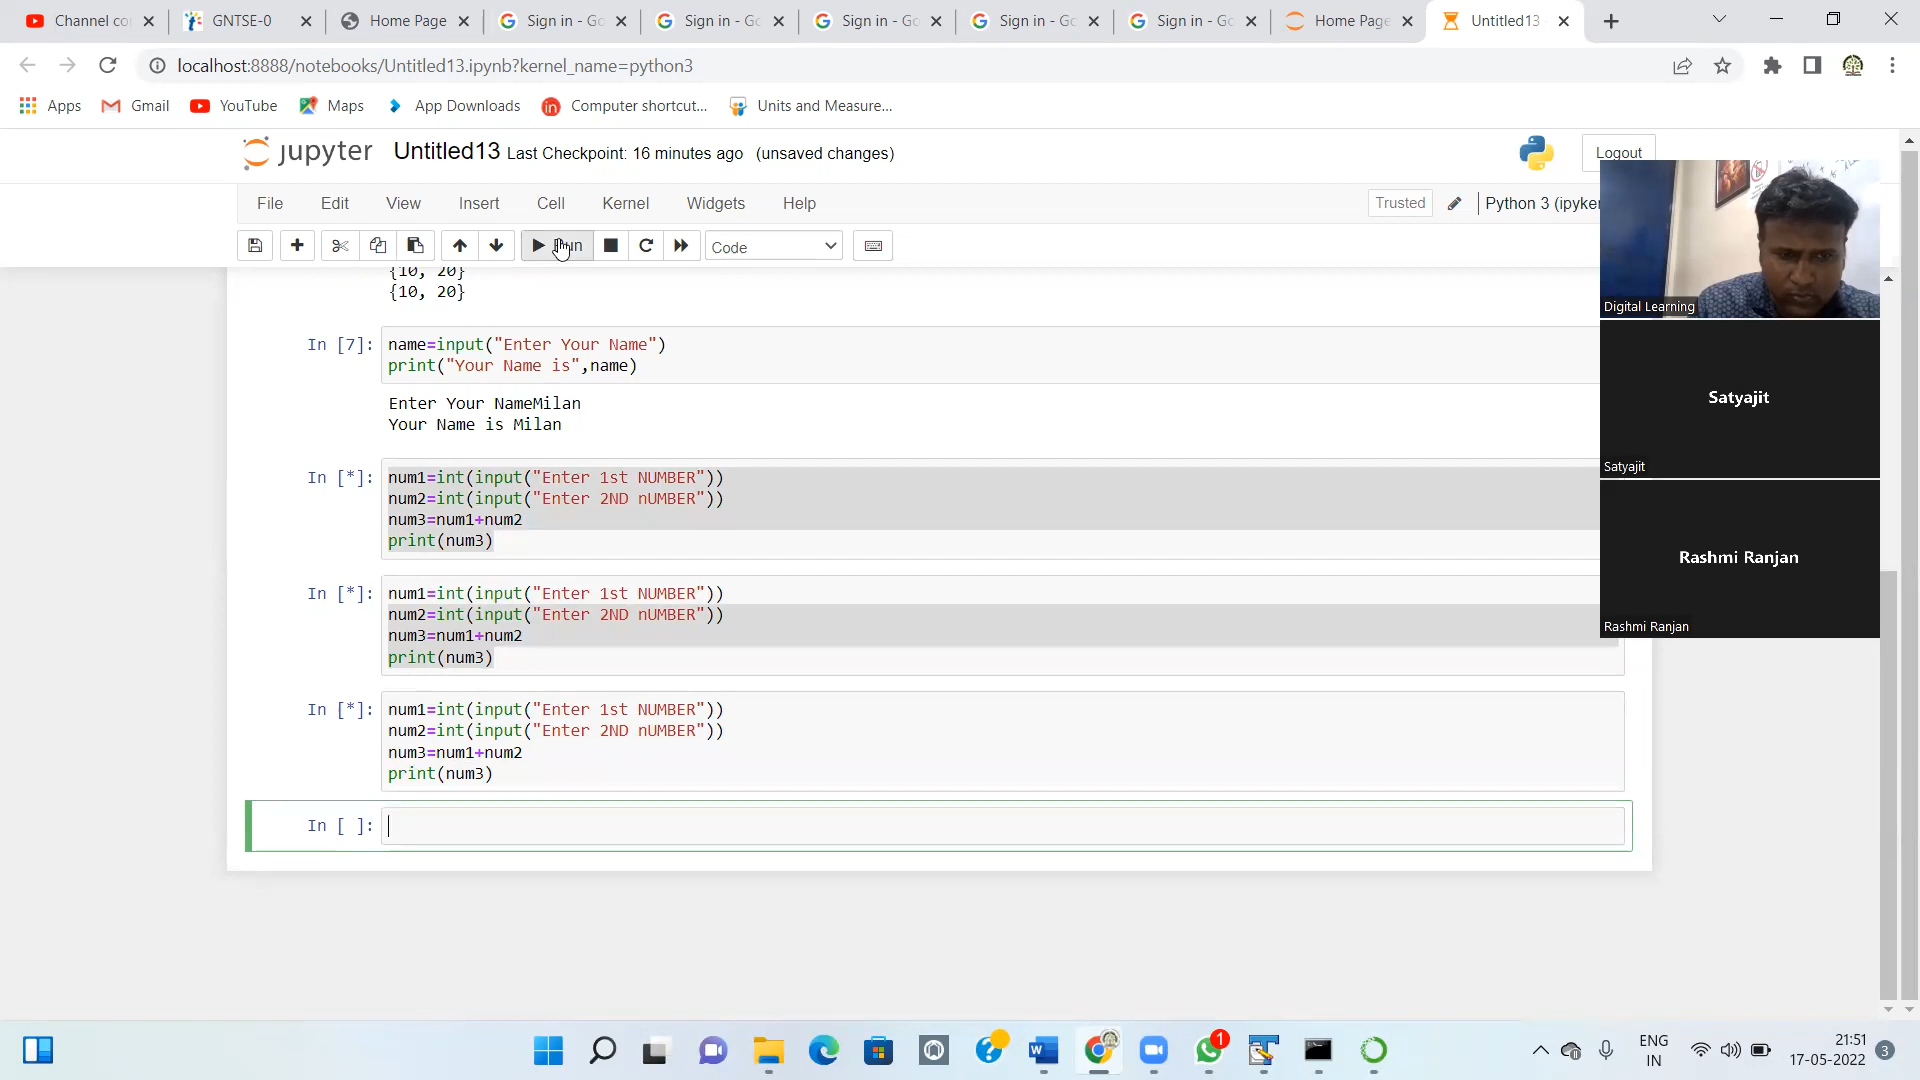 Channel co
GNTSE-0
Home Page
Sign in - Go
Sign in - Go
Sign in - Go
Sign in - Go
Sign in - Go
Home Page
Untitled13
localhost:8888/notebooks/Untitled13.ipynb?kernel_name=python3
Apps
Gmail
YouTube
Maps
App Downloads
Computer shortcut...
Units and Measure...
jupyter Untitled13 Last Checkpoint: 16 minutes ago (unsaved changes)
Logout
File Edit View Insert Cell Kernel Widgets Help
Trusted
Python 3 (ipyker
Run
Code
{10, 20}
{10, 20}
In [7]: name=input("Enter Your Name")
print("Your Name is",name)
Enter Your NameMilan
Your Name is Milan
In [*]: num1=int(input("Enter 1st NUMBER"))
num2=int(input("Enter 2ND nUMBER"))
num3=num1+num2
print(num3)
In [*]: num1=int(input("Enter 1st NUMBER"))
num2=int(input("Enter 2ND nUMBER"))
num3=num1+num2
print(num3)
In [*]: num1=int(input("Enter 1st NUMBER"))
num2=int(input("Enter 2ND nUMBER"))
num3=num1+num2
print(num3)
In [ ]:
Digital Learning
Satyajit
Satyajit
Rashmi Ranjan
Rashmi Ranjan
1
ENG
IN
21:51
17-05-2022
3